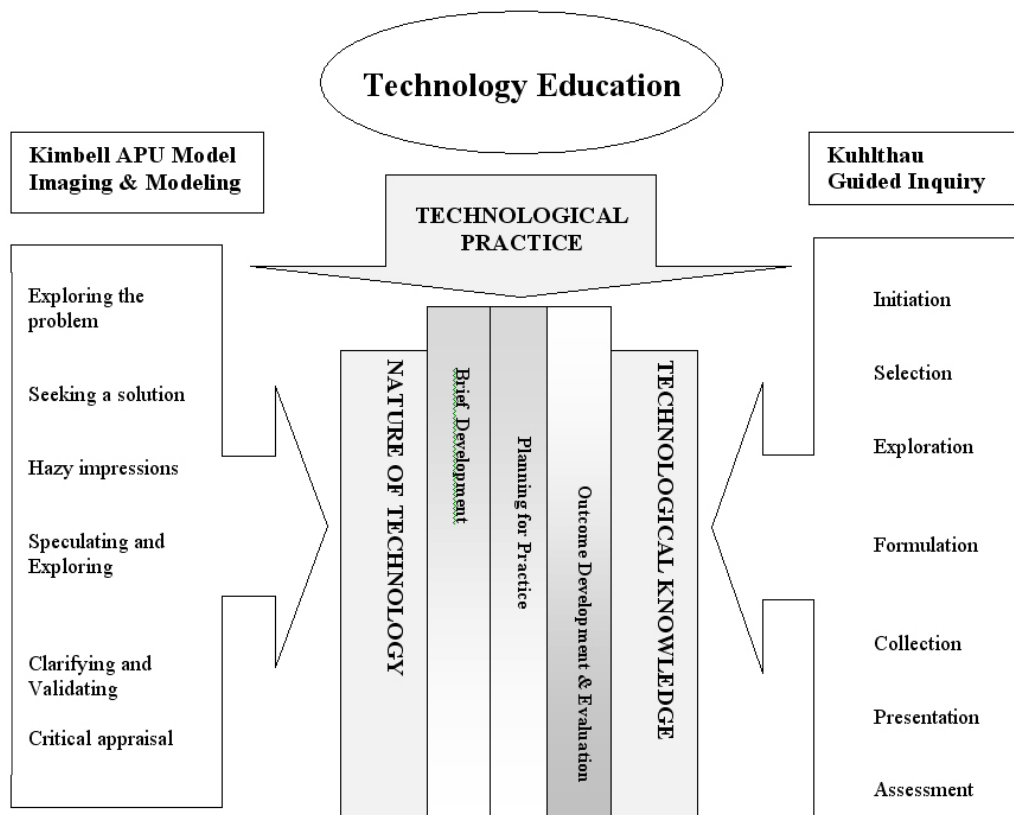 Technology Education
Kimbell APU Model
Imaging & Modeling
Kuhlthau
Guided Inquiry
TECHNOLOGICAL
PRACTICE
Exploring the
problem
Seeking a solution
Hazy impressions
Speculating and
Exploring
Clarifying and
Validating
Critical appraisal
NATURE OF TECHNOLOGY
Brief Development
Planning for Practice
Outcome Development & Evaluation
TECHNOLOGICAL KNOWLEDGE
Initiation
Selection
Exploration
Formulation
Collection
Presentation
Assessment